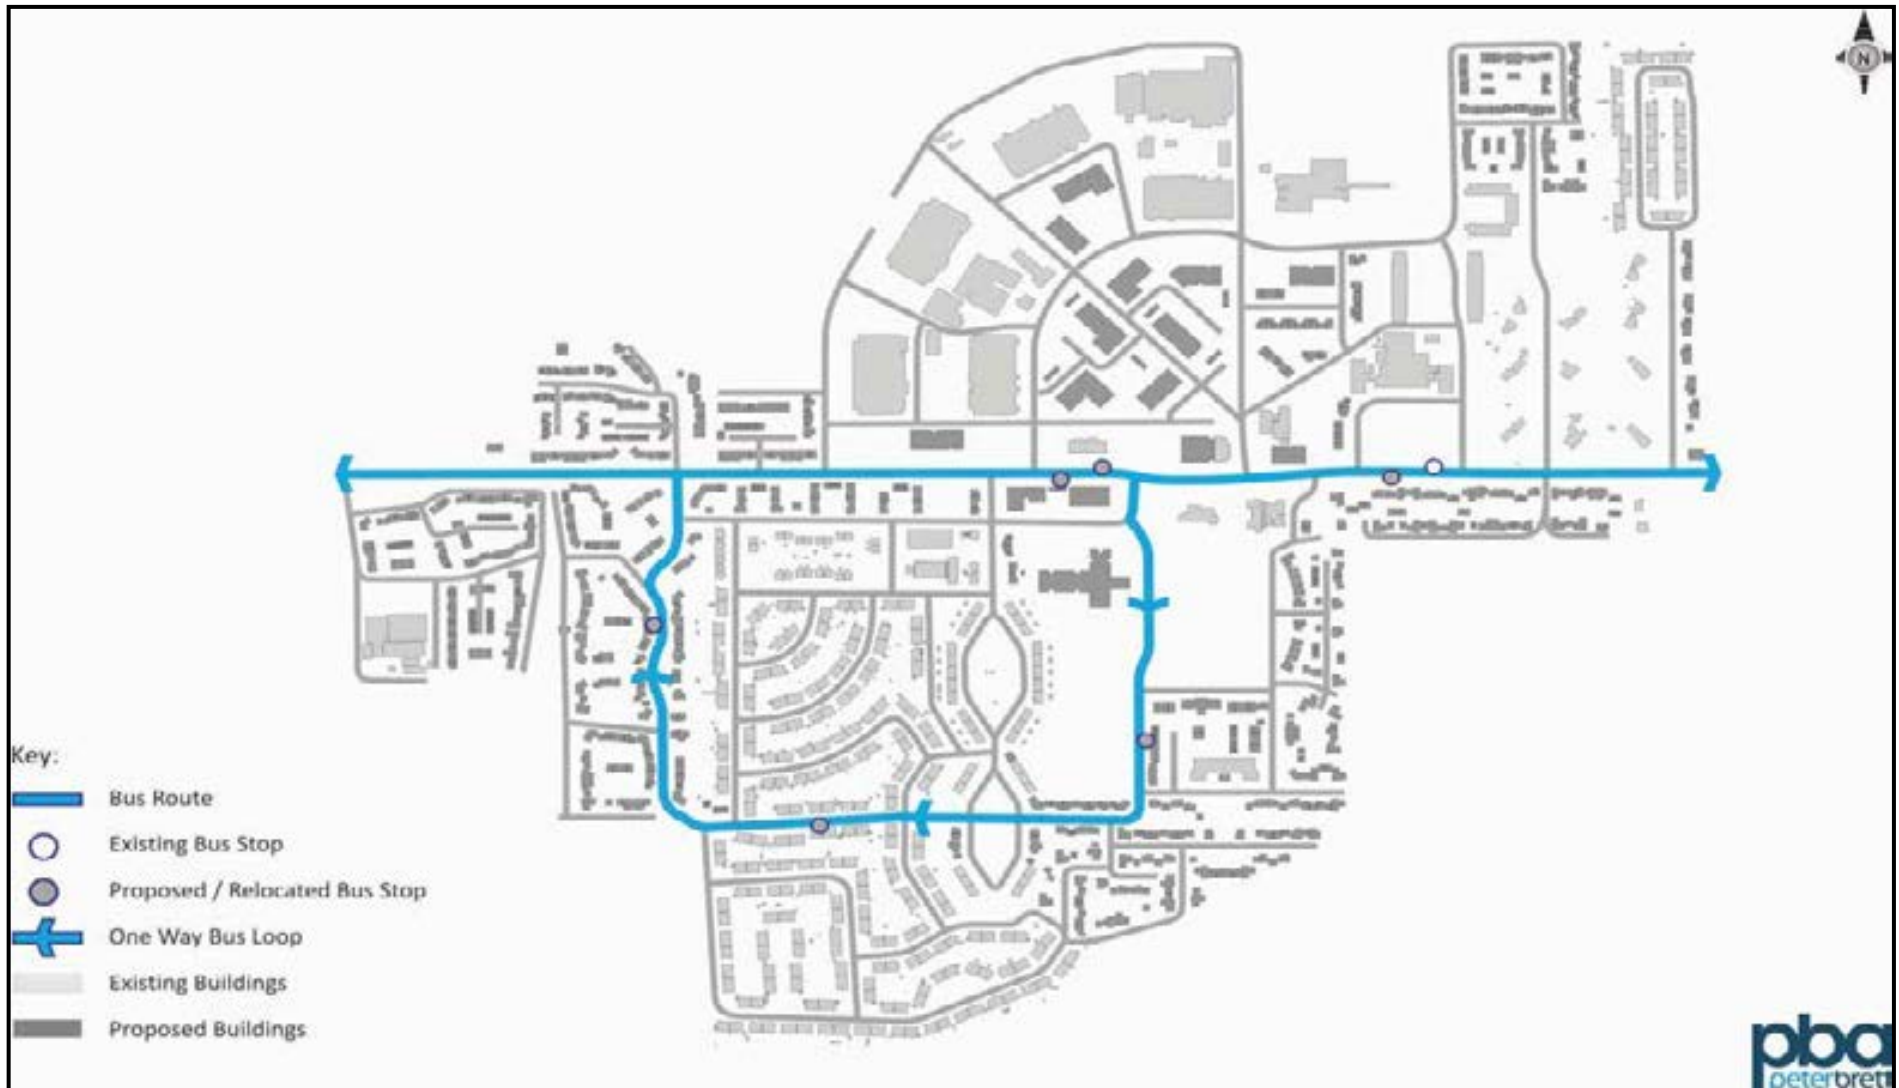 N
Key:
Bus Route
Existing Bus Stop
Proposed / Relocated Bus Stop
One Way Bus Loop
Existing Buildings
Proposed Buildings
pba
peterbrett